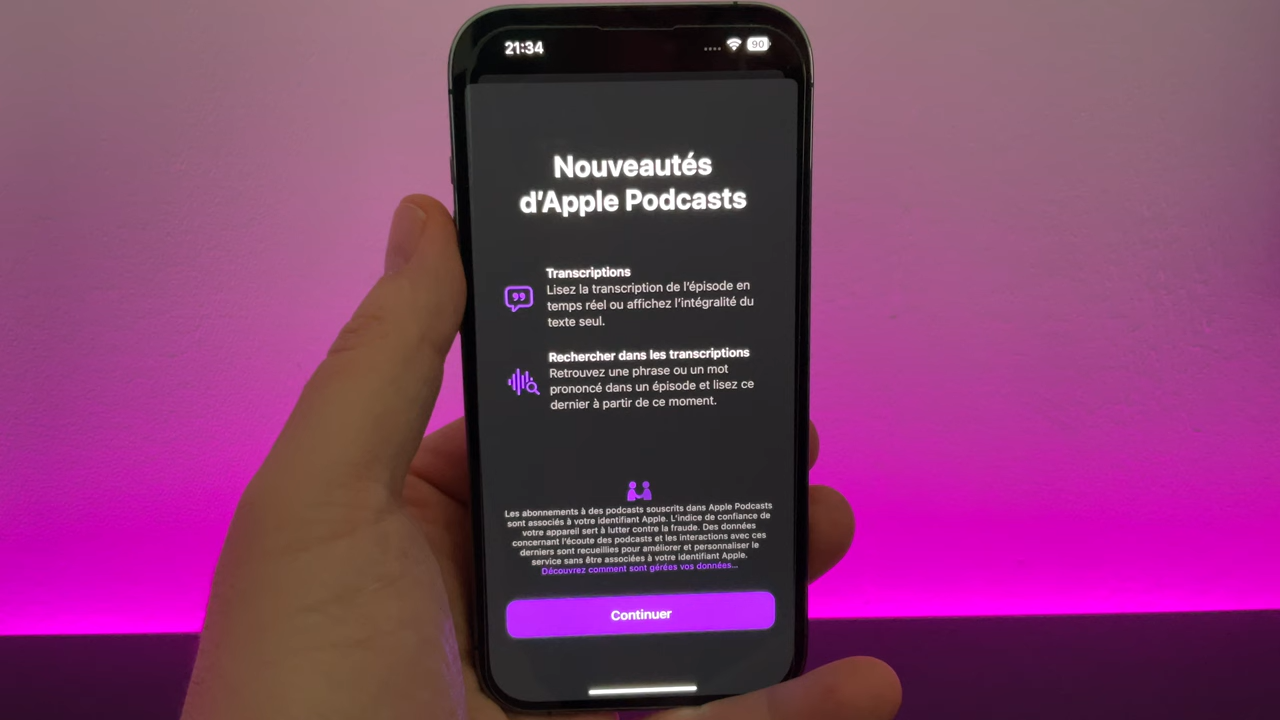 21:34
90
Nouveautés
d'Apple Podcasts
Transcriptions
Lisez la transcription de l'épisode en
temps réel ou affichez l'intégralité du
texte seul.
Rechercher dans les transcriptions
Retrouvez une phrase ou un mot
prononcé dans un épisode et lisez ce
dernier à partir de ce moment.
Les abonnements à des podcasts souscrits dans Apple Podcasts
sont associés à votre identifiant Apple. L'indice de confiance de
votre appareil sert à lutter contre la fraude. Des données
concernant l'écoute des podcasts et les interactions avec ces
derniers sont recueillies pour améliorer et personnaliser le
service sans être associées à votre identifiant Apple.
Découvrez comment sont gérées vos données...
Continuer